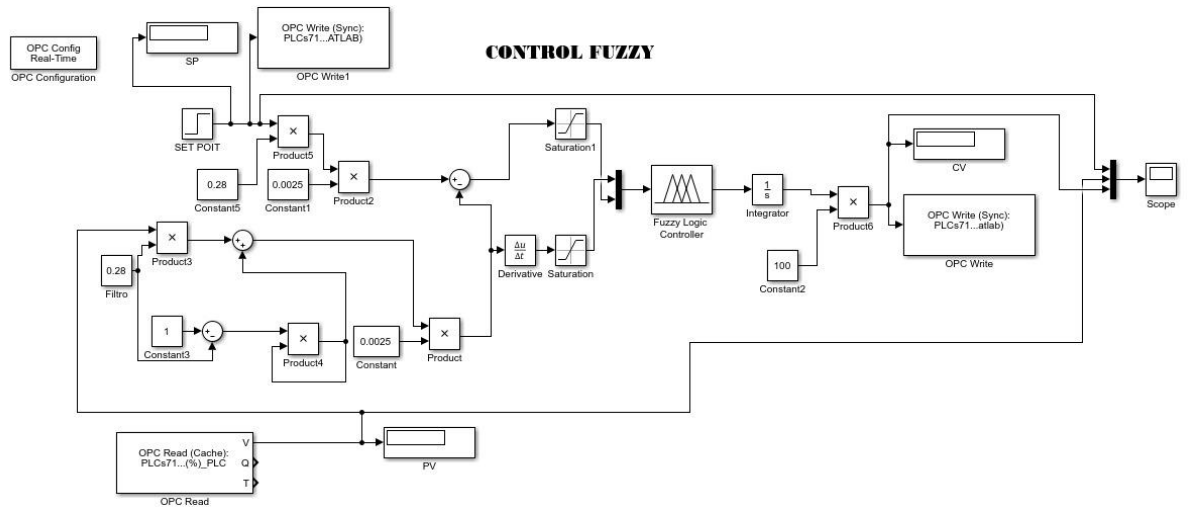 OPC Write (Sync):
PLCs71...ATLAB)
OPC Write1
SP
OPC Config
Real-Time
OPC Configuration
CONTROL FUZZY
SET POIT
×
Product5
Saturation1
0.28
Constant5
0.0025
Constant1
×
Product2
+
−
Fuzzy Logic
Controller
1
s
Integrator
×
Product6
CV
OPC Write (Sync):
PLCs71...atlab)
OPC Write
Scope
×
Product3
+
+
0.28
Filtro
Δu
Δt
Derivative
Saturation
100
Constant2
1
Constant3
+
−
×
Product4
0.0025
Constant
×
Product
OPC Read (Cache):
PLCs71...(%)_PLC
V
Q
T
OPC Read
PV